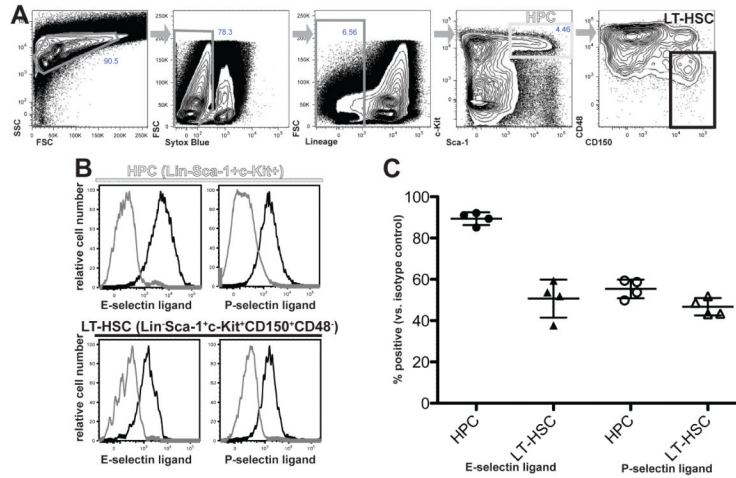 A
HPC
LT-HSC
90.5
78.3
6.56
4.46
SSC
FSC
FSC
Sytox Blue
FSC
Lineage
c-Kit
Sca-1
CD48
CD150
B
HPC (Lin-Sca-1+c-Kit+)
relative cell number
E-selectin ligand
P-selectin ligand
LT-HSC (Lin-Sca-1+c-Kit+CD150+CD48-)
relative cell number
E-selectin ligand
P-selectin ligand
C
% positive (vs. isotype control)
100
80
60
40
20
0
HPC
LT-HSC
HPC
LT-HSC
E-selectin ligand
P-selectin ligand